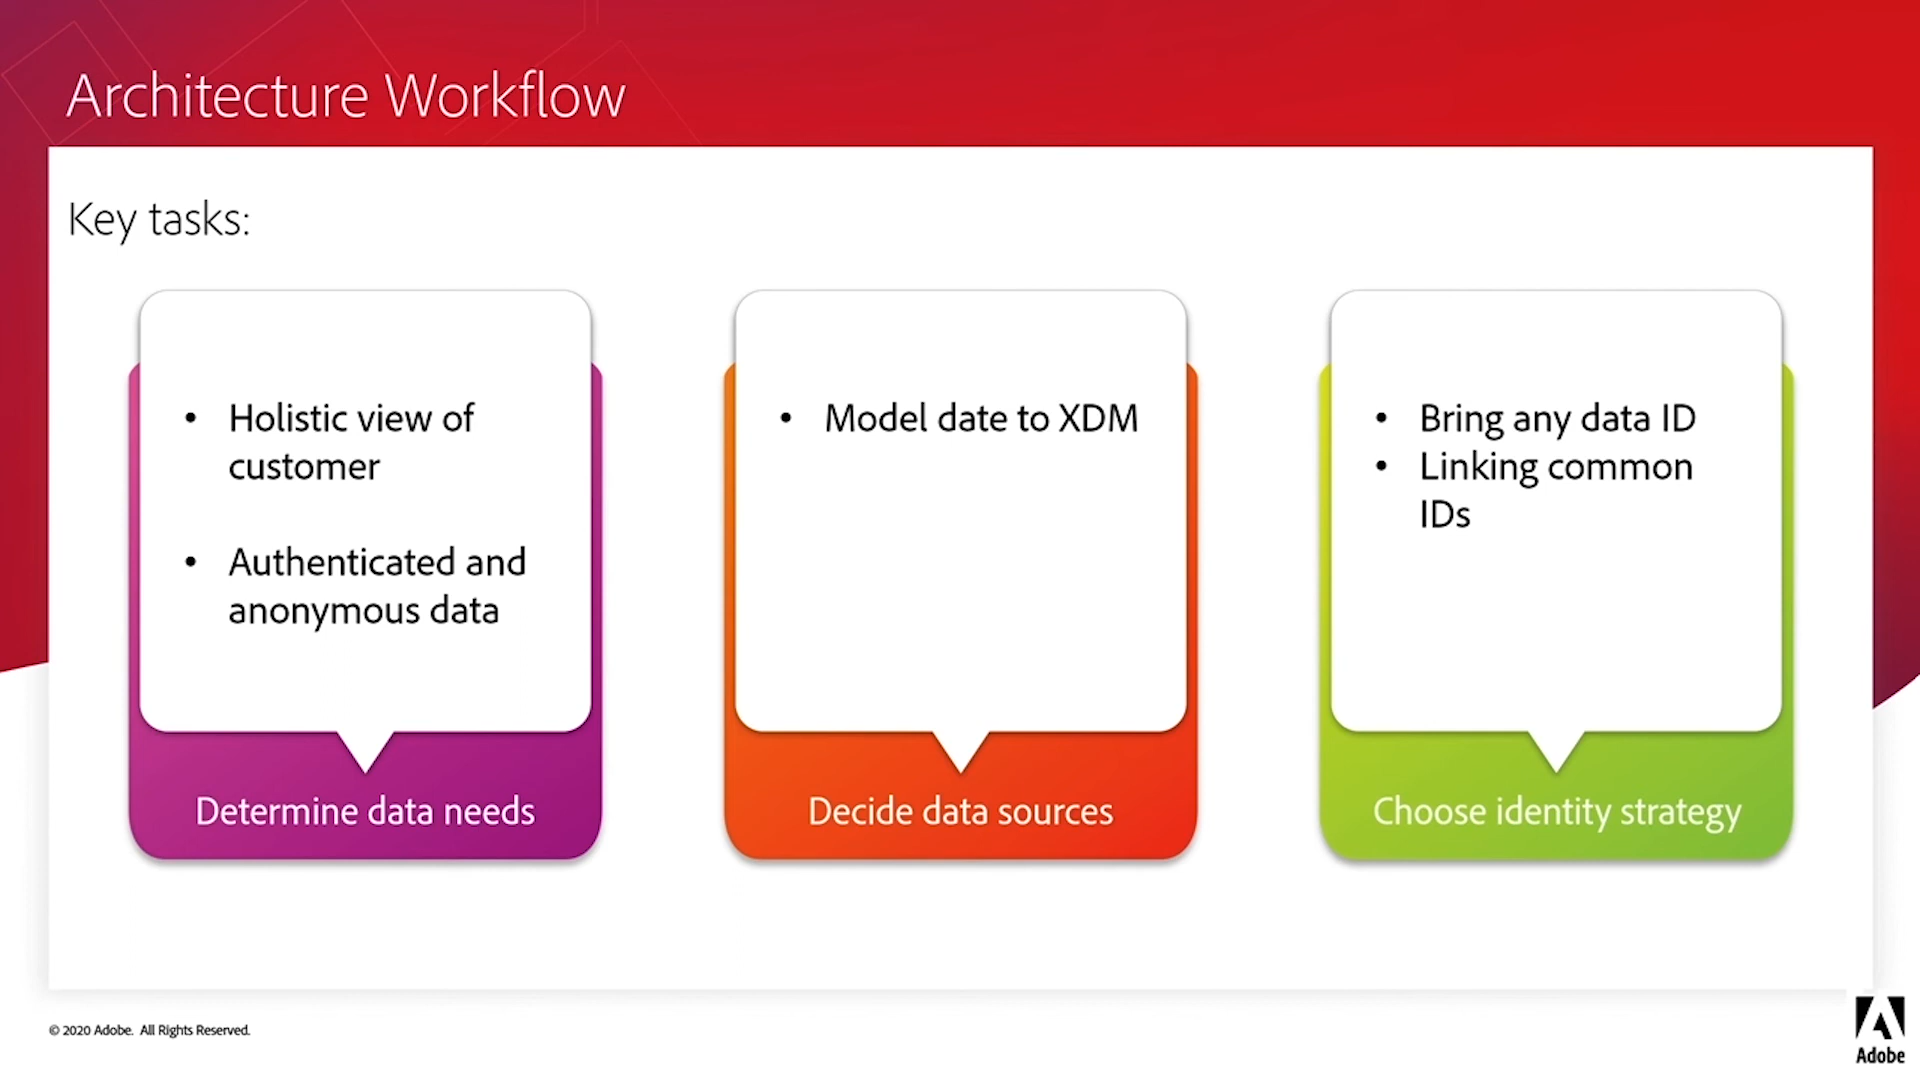 Architecture Workflow
Key tasks:
• Holistic view of
customer
• Authenticated and
anonymous data
Determine data needs
• Model date to XDM
Decide data sources
• Bring any data ID
• Linking common
IDs
Choose identity strategy
© 2020 Adobe. All Rights Reserved.
Adobe